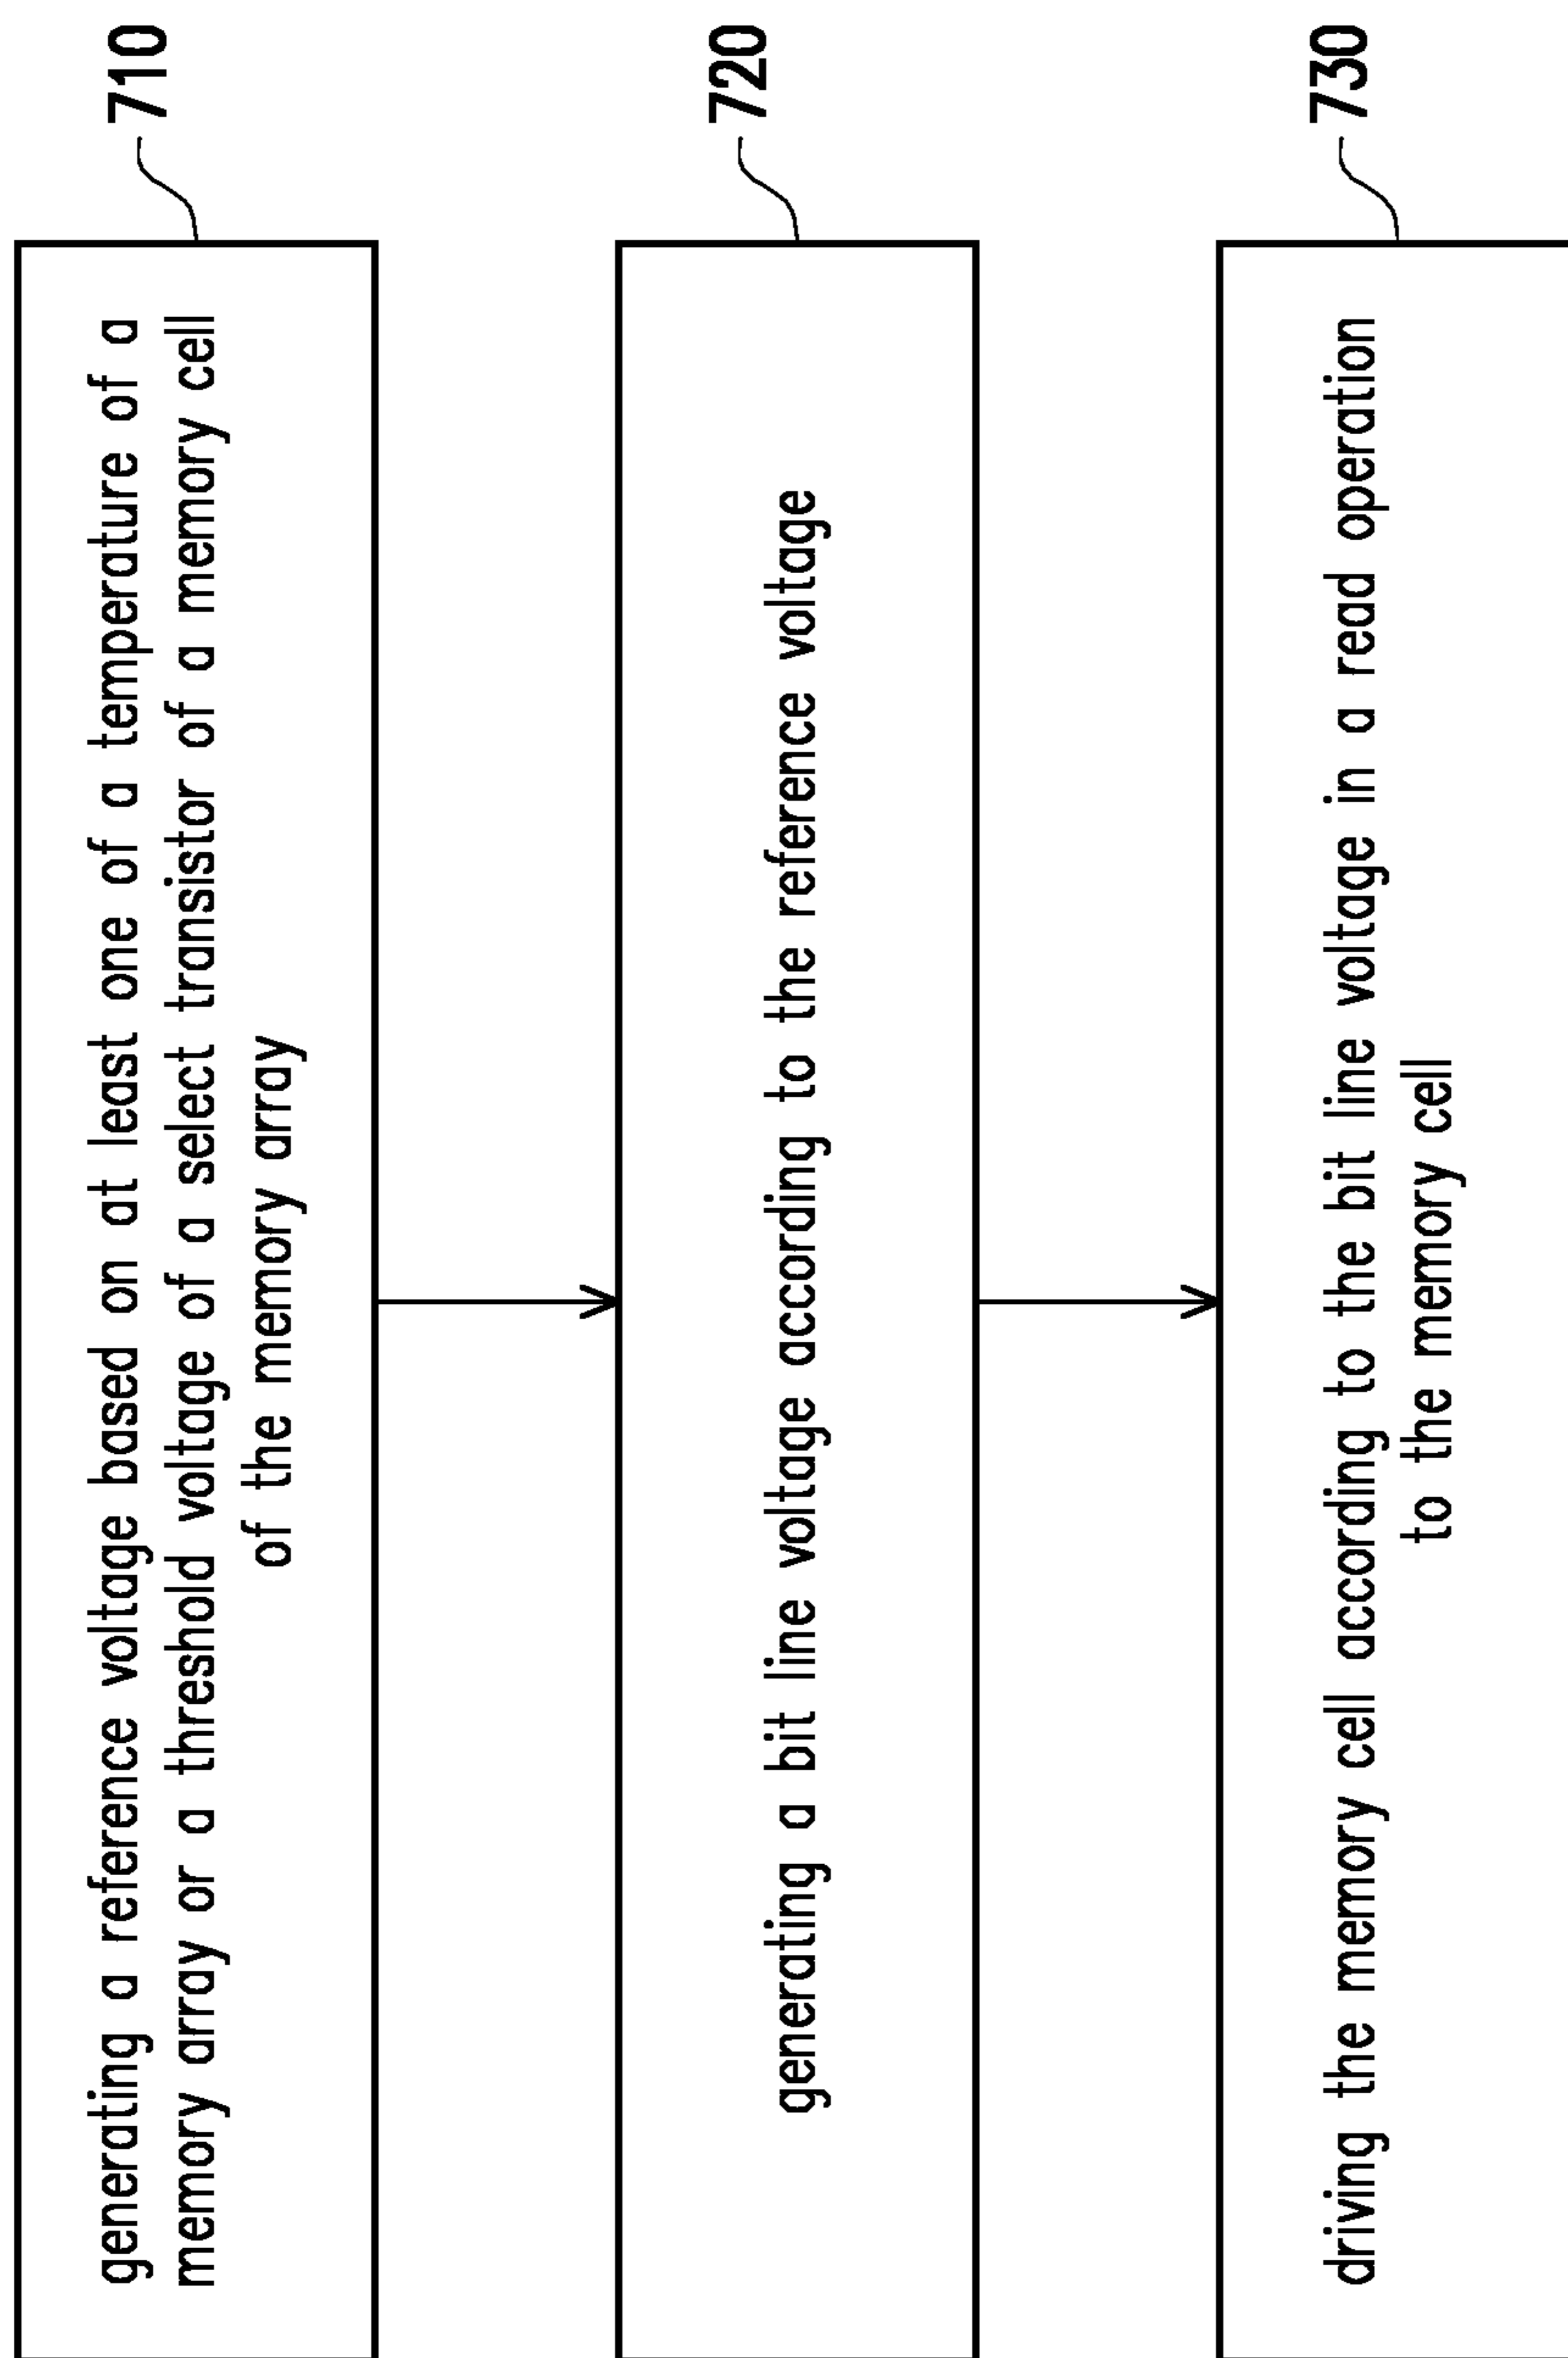 generating a reference voltage based on at least one of a temperature of a
memory array or a threshold voltage of a select transistor of a memory cell
of the memory array
710
generating a bit line voltage according to the reference voltage
720
driving the memory cell according to the bit line voltage in a read operation
to the memory cell
730